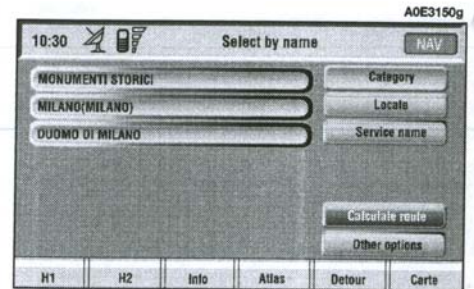 A0E3150g
10:30 Select by name NAV
MONUMENTI STORICI Category
MILANO(MILANO) Locate
DUOMO DI MILANO Service name
Calculate route
Other options
H1 H2 Info Atlas Detour Carte